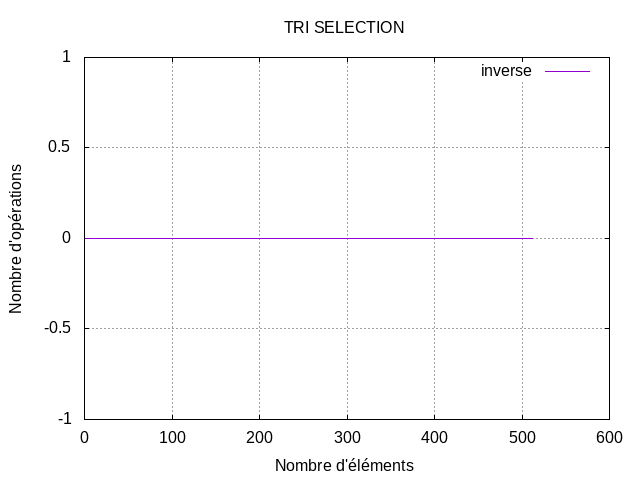 TRI SELECTION
inverse
1
0.5
0
-0.5
-1
Nombre d'opérations
0 100 200 300 400 500 600
Nombre d'éléments